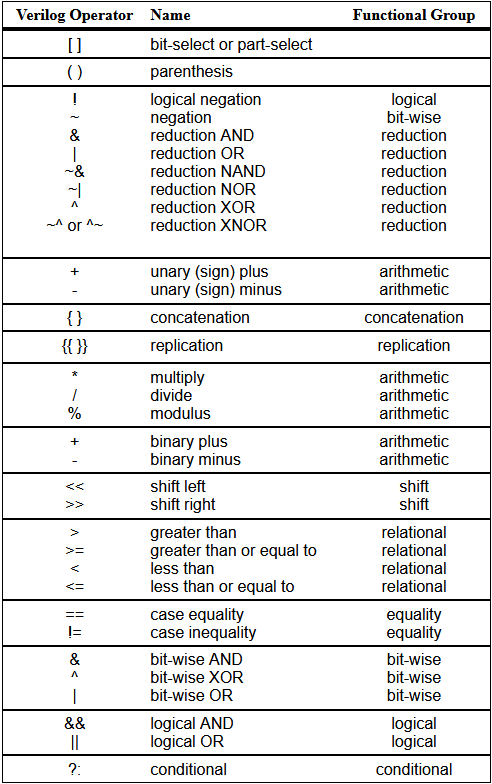 Verilog Operator Name Functional Group
[ ] bit-select or part-select
( ) parenthesis
! logical negation logical
~ negation bit-wise
& reduction AND reduction
| reduction OR reduction
~& reduction NAND reduction
~| reduction NOR reduction
^ reduction XOR reduction
~^ or ^~ reduction XNOR reduction
+ unary (sign) plus arithmetic
- unary (sign) minus arithmetic
{ } concatenation concatenation
{{ }} replication replication
* multiply arithmetic
/ divide arithmetic
% modulus arithmetic
+ binary plus arithmetic
- binary minus arithmetic
<< shift left shift
>> shift right shift
> greater than relational
>= greater than or equal to relational
< less than relational
<= less than or equal to relational
== case equality equality
!= case inequality equality
& bit-wise AND bit-wise
^ bit-wise XOR bit-wise
| bit-wise OR bit-wise
&& logical AND logical
|| logical OR logical
?: conditional conditional